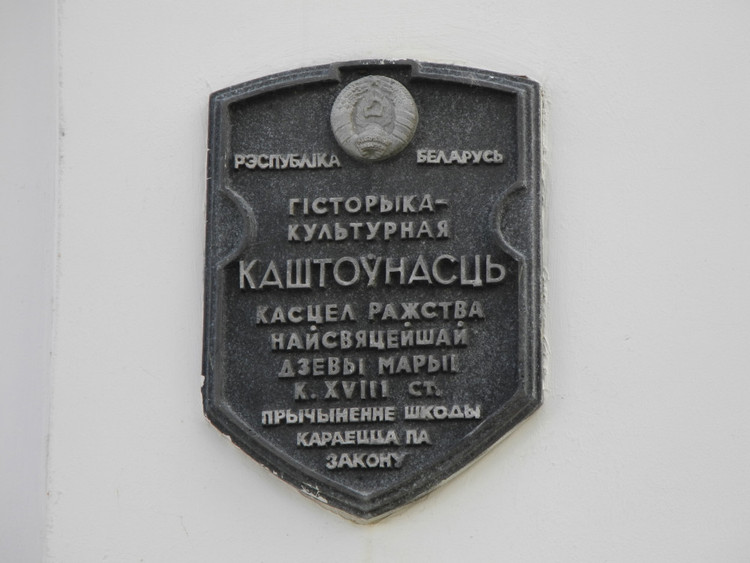 РЭСПУБЛІКА БЕЛАРУСЬ
ГІСТОРЫКА-
КУЛЬТУРНАЯ
КАШТОЎНАСЦЬ
КАСЦЕЛ РАЖСТВА
НАЙСВЯЦЕЙШАЙ
ДЗЕВЫ МАРЫІ
К. XVIII СТ.
ПРЫЧЫНЕННЕ ШКОДЫ
КАРАЕЦЦА ПА
ЗАКОНУ